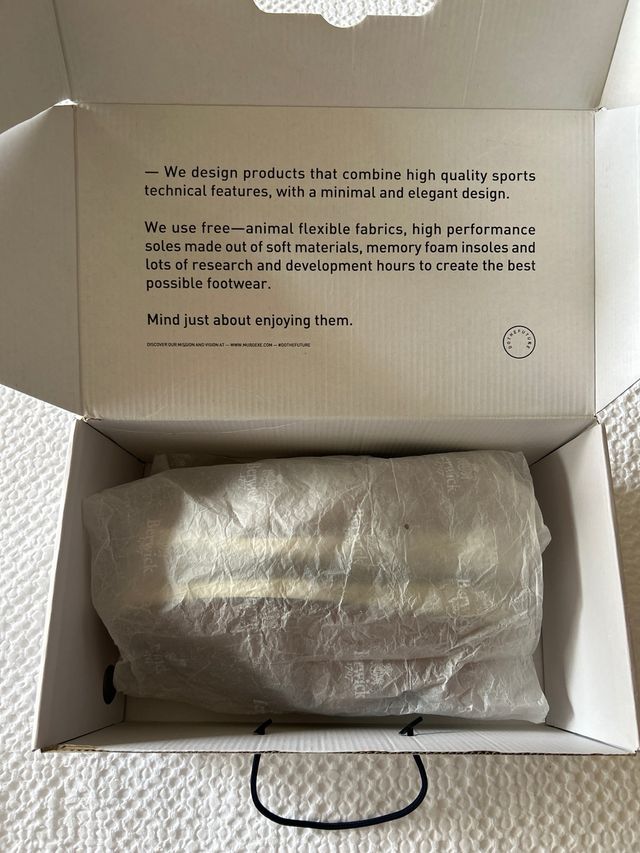 — We design products that combine high quality sports
technical features, with a minimal and elegant design.
We use free—animal flexible fabrics, high performance
soles made out of soft materials, memory foam insoles and
lots of research and development hours to create the best
possible footwear.
Mind just about enjoying them.
DISCOVER OUR MISSION AND VISION AT — WWW.MUROEXE.COM — #DOTHEFUTURE
DOTHEFUTURE
Berwick
Berwick